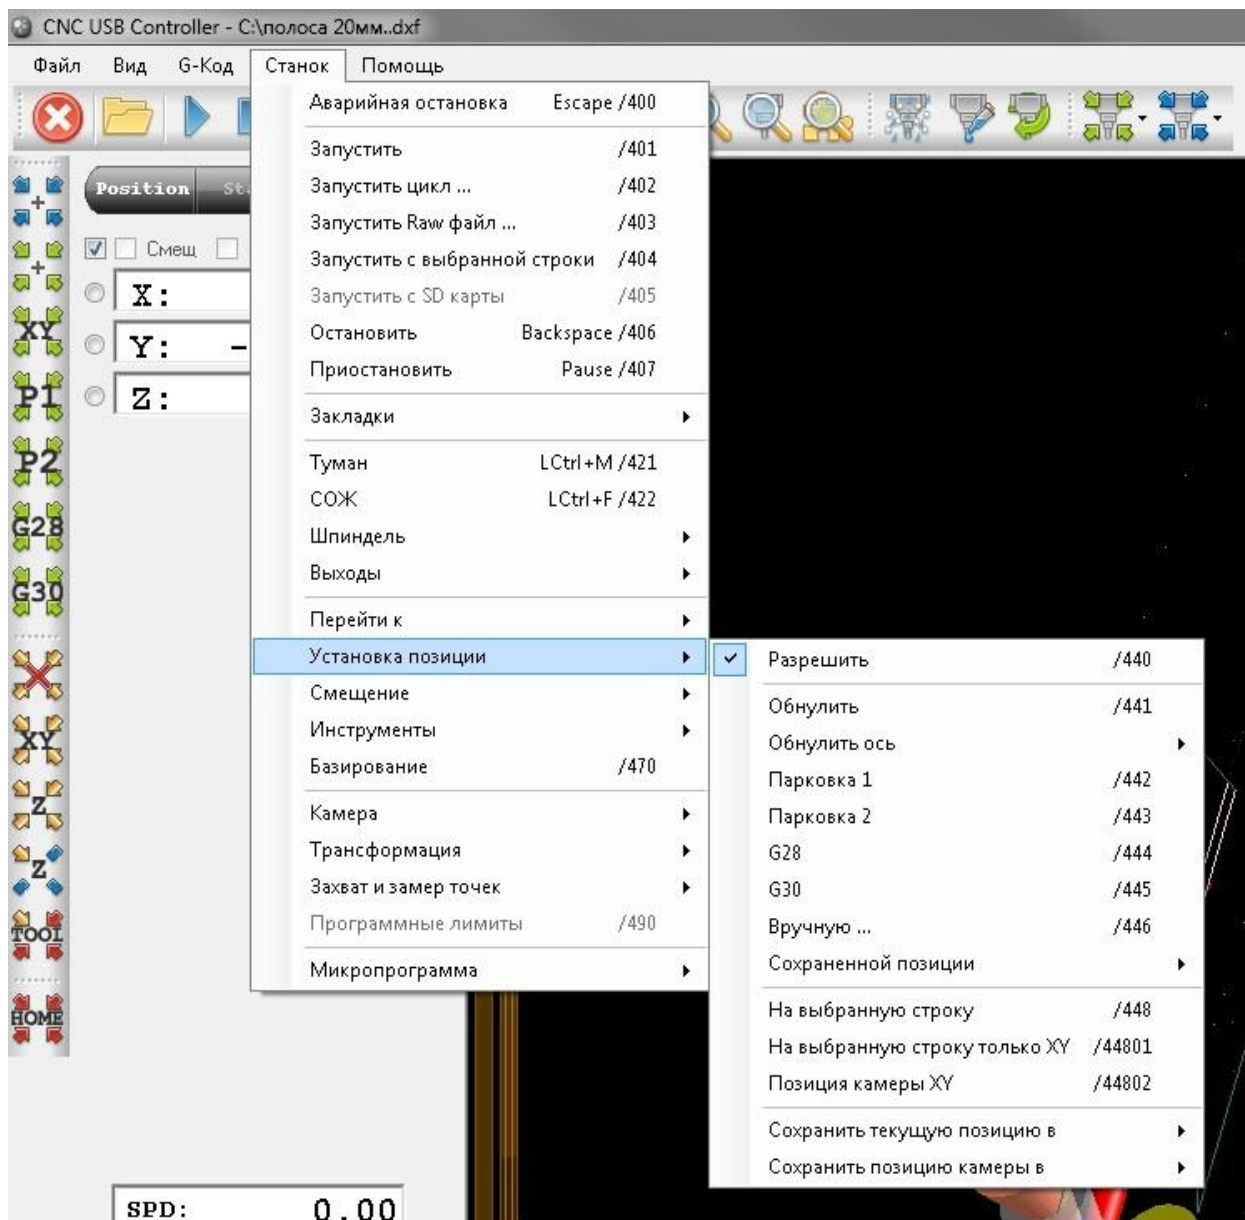 CNC USB Controller - C:\полоса 20мм..dxf
Файл Вид G-Код Станок Помощь
Аварийная остановка Escape /400
Запустить /401
Запустить цикл ... /402
Запустить Raw файл ... /403
Запустить с выбранной строки /404
Запустить с SD карты /405
Остановить Backspace /406
Приостановить Pause /407
Закладки
Туман LCtrl+M /421
СОЖ LCtrl+F /422
Шпиндель
Выходы
Перейти к
Установка позиции
Смещение
Инструменты
Базирование /470
Камера
Трансформация
Захват и замер точек
Программные лимиты /490
Микропрограмма
Разрешить /440
Обнулить /441
Обнулить ось
Парковка 1 /442
Парковка 2 /443
G28 /444
G30 /445
Вручную ... /446
Сохраненной позиции
На выбранную строку /448
На выбранную строку только XY /44801
Позиция камеры XY /44802
Сохранить текущую позицию в
Сохранить позицию камеры в
Position
Смещ
X:
Y: -
Z:
XY
P1
P2
G28
G30
XY
Z
Z
TOOL
HOME
SPD: 0.00